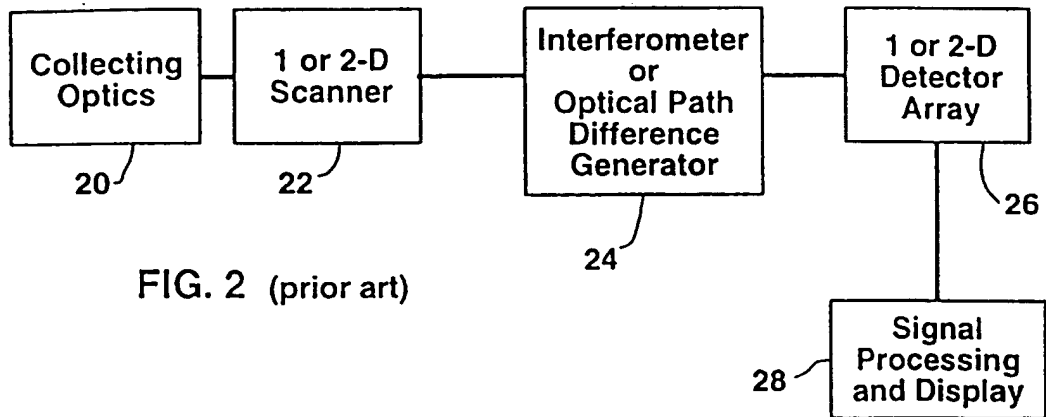 Collecting
Optics
20
1 or 2-D
Scanner
22
Interferometer
or
Optical Path
Difference
Generator
24
1 or 2-D
Detector
Array
26
Signal
Processing
and Display
28
FIG. 2 (prior art)